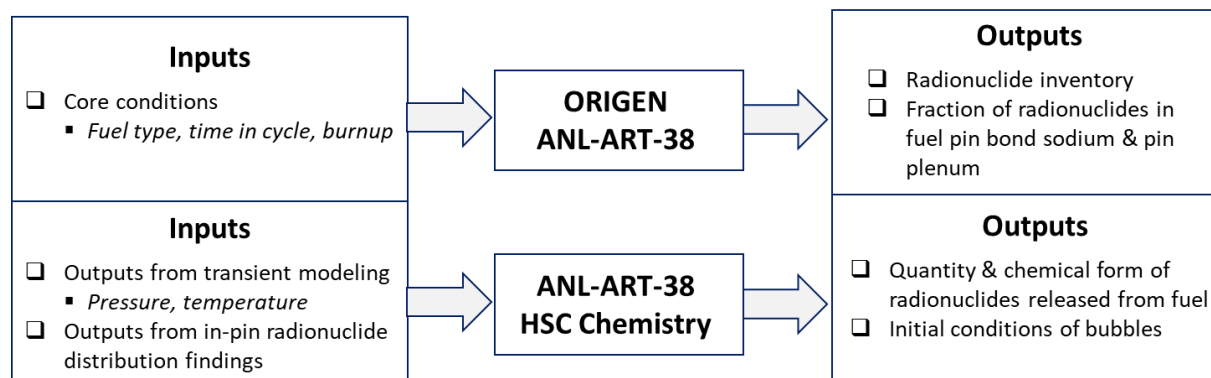 Inputs
❑ Core conditions
▪ Fuel type, time in cycle, burnup
ORIGEN
ANL-ART-38
Outputs
❑ Radionuclide inventory
❑ Fraction of radionuclides in
fuel pin bond sodium & pin
plenum
Inputs
❑ Outputs from transient modeling
▪ Pressure, temperature
❑ Outputs from in-pin radionuclide
distribution findings
ANL-ART-38
HSC Chemistry
Outputs
❑ Quantity & chemical form of
radionuclides released from fuel
❑ Initial conditions of bubbles